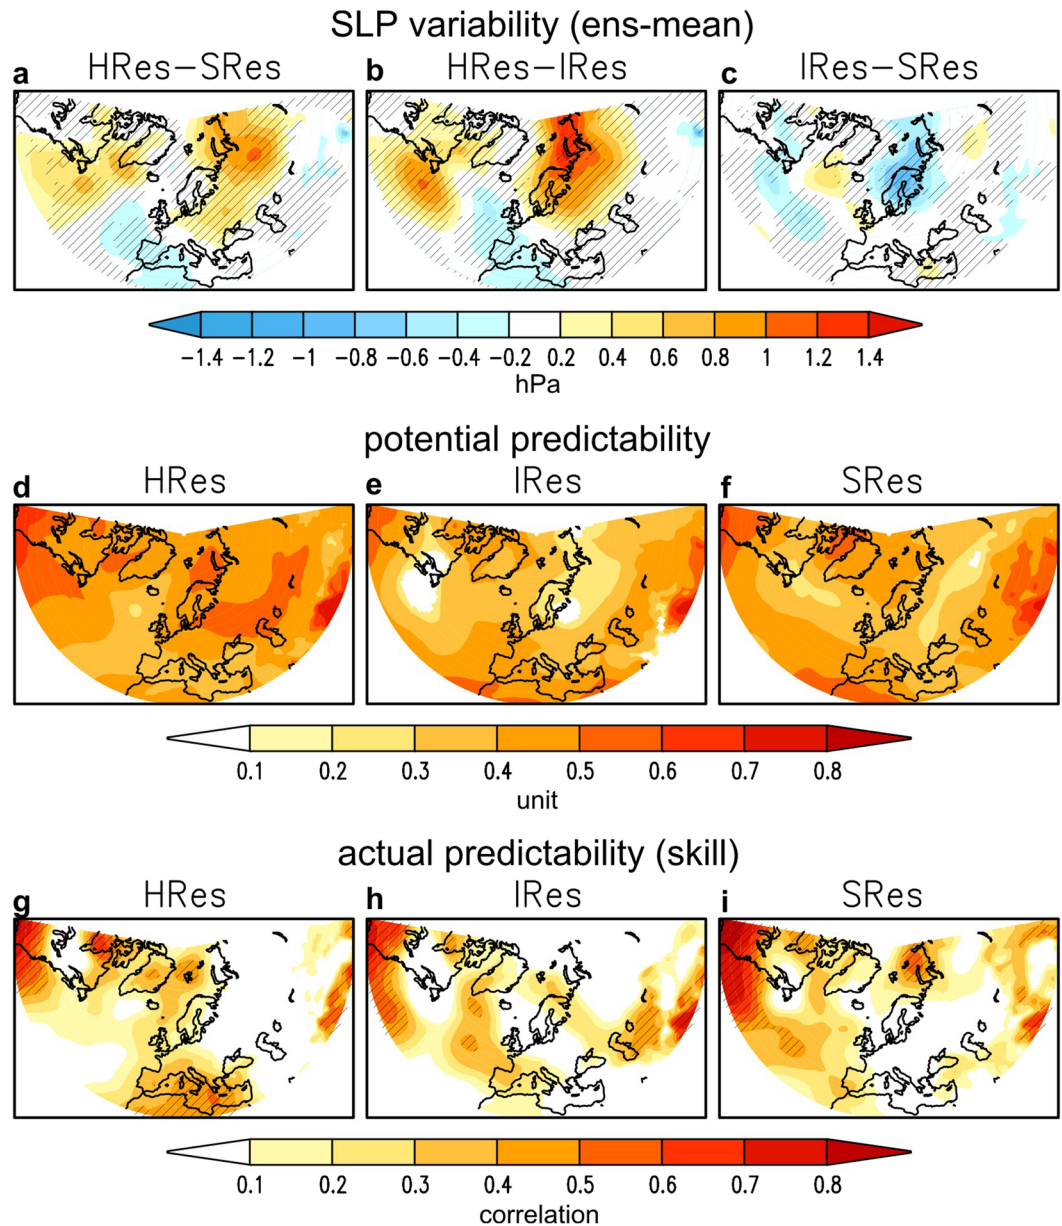 SLP variability (ens-mean)
a HRes−SRes b HRes−IRes c IRes−SRes
−1.4 −1.2 −1 −0.8 −0.6 −0.4 −0.2 0.2 0.4 0.6 0.8 1 1.2 1.4
hPa
potential predictability
d HRes e IRes f SRes
0.1 0.2 0.3 0.4 0.5 0.6 0.7 0.8
unit
actual predictability (skill)
g HRes h IRes i SRes
0.1 0.2 0.3 0.4 0.5 0.6 0.7 0.8
correlation